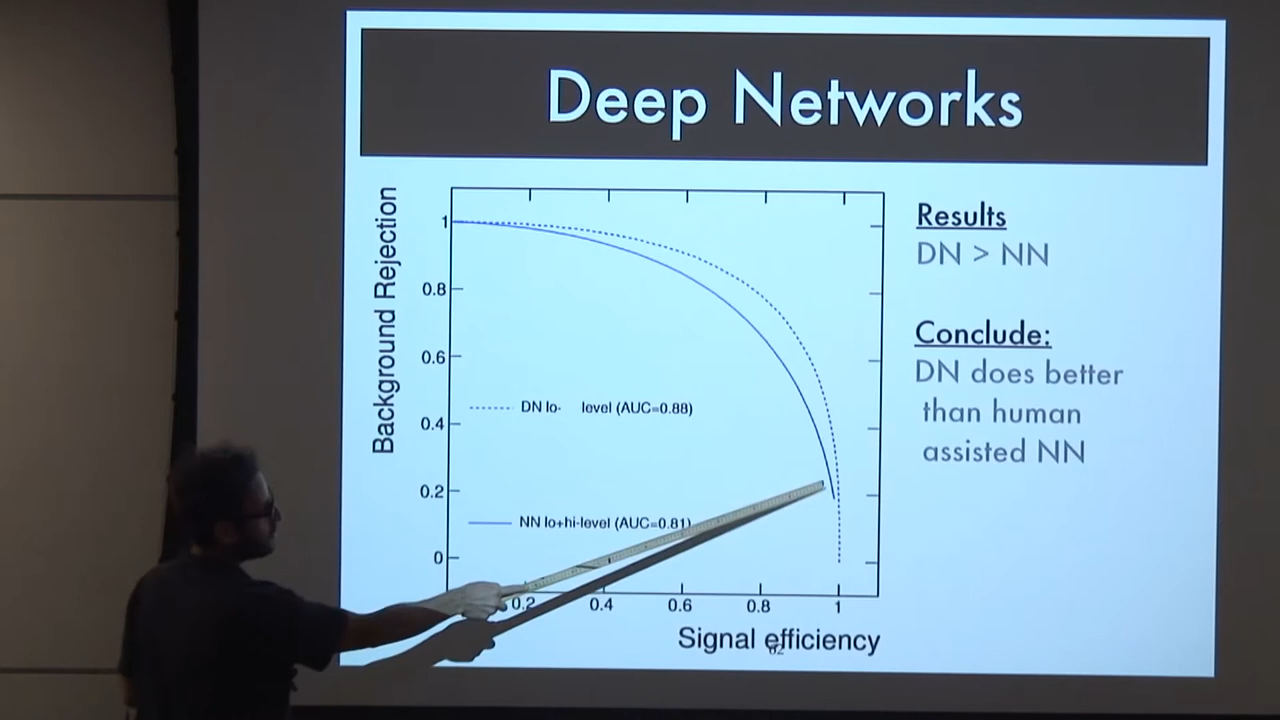 Deep Networks
Background Rejection
1
0.8
0.6
0.4
0.2
0
DN lo- level (AUC=0.88)
NN lo+hi-level (AUC=0.81)
0.2 0.4 0.6 0.8 1
Signal efficiency
Results
DN > NN
Conclude:
DN does better
than human
assisted NN